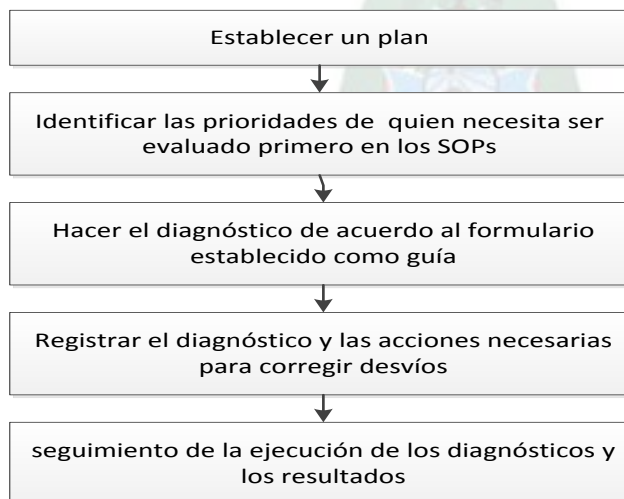 Establecer un plan
Identificar las prioridades de  quien necesita ser
evaluado primero en los SOPs
Hacer el diagnóstico de acuerdo al formulario
establecido como guía
Registrar el diagnóstico y las acciones necesarias
para corregir desvíos
seguimiento de la ejecución de los diagnósticos y
los resultados